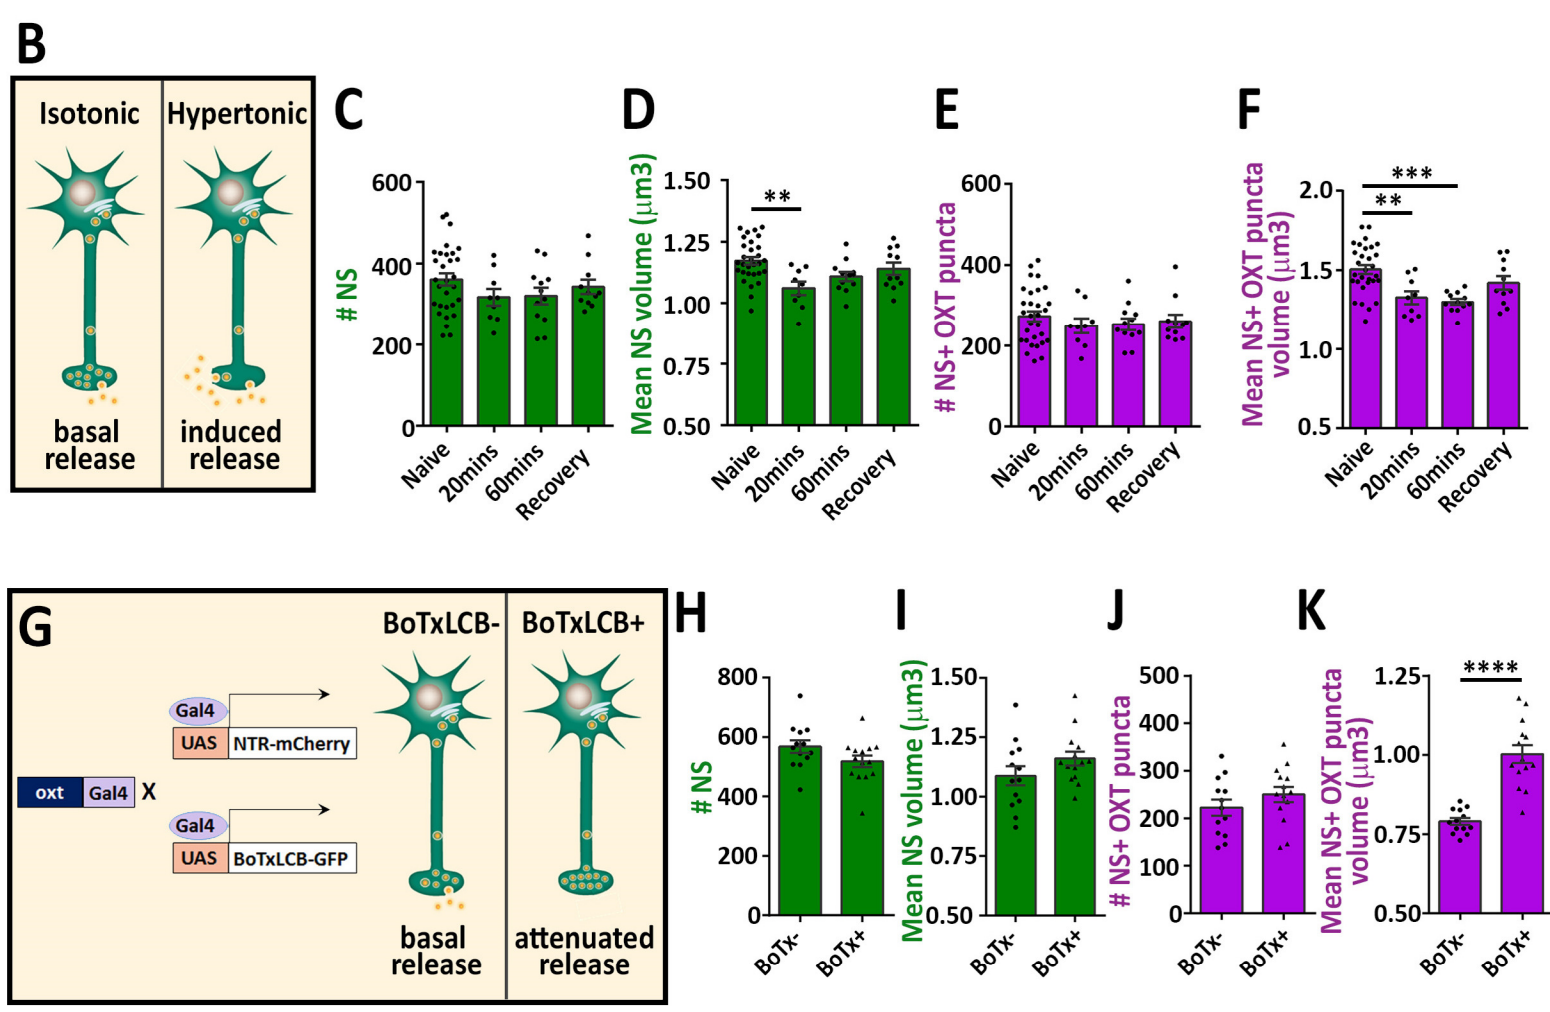 B
Isotonic
Hypertonic
basal
release
induced
release
C
# NS
600
400
200
0
Naive
20mins
60mins
Recovery
D
Mean NS volume (μm3)
1.50
1.25
1.00
0.75
0.50
**
Naive
20mins
60mins
Recovery
E
# NS+ OXT puncta
600
400
200
0
Naive
20mins
60mins
Recovery
F
Mean NS+ OXT puncta
volume (μm3)
2.0
1.5
1.0
0.5
***
**
Naive
20mins
60mins
Recovery
G
BoTxLCB-
BoTxLCB+
Gal4
UAS
NTR-mCherry
oxt
Gal4
X
Gal4
UAS
BoTxLCB-GFP
basal
release
attenuated
release
H
# NS
800
600
400
200
0
BoTx-
BoTx+
I
Mean NS volume (μm3)
1.50
1.25
1.00
0.75
0.50
BoTx-
BoTx+
J
# NS+ OXT puncta
500
400
300
200
100
0
BoTx-
BoTx+
K
Mean NS+ OXT puncta
volume (μm3)
1.25
1.00
0.75
0.50
****
BoTx-
BoTx+